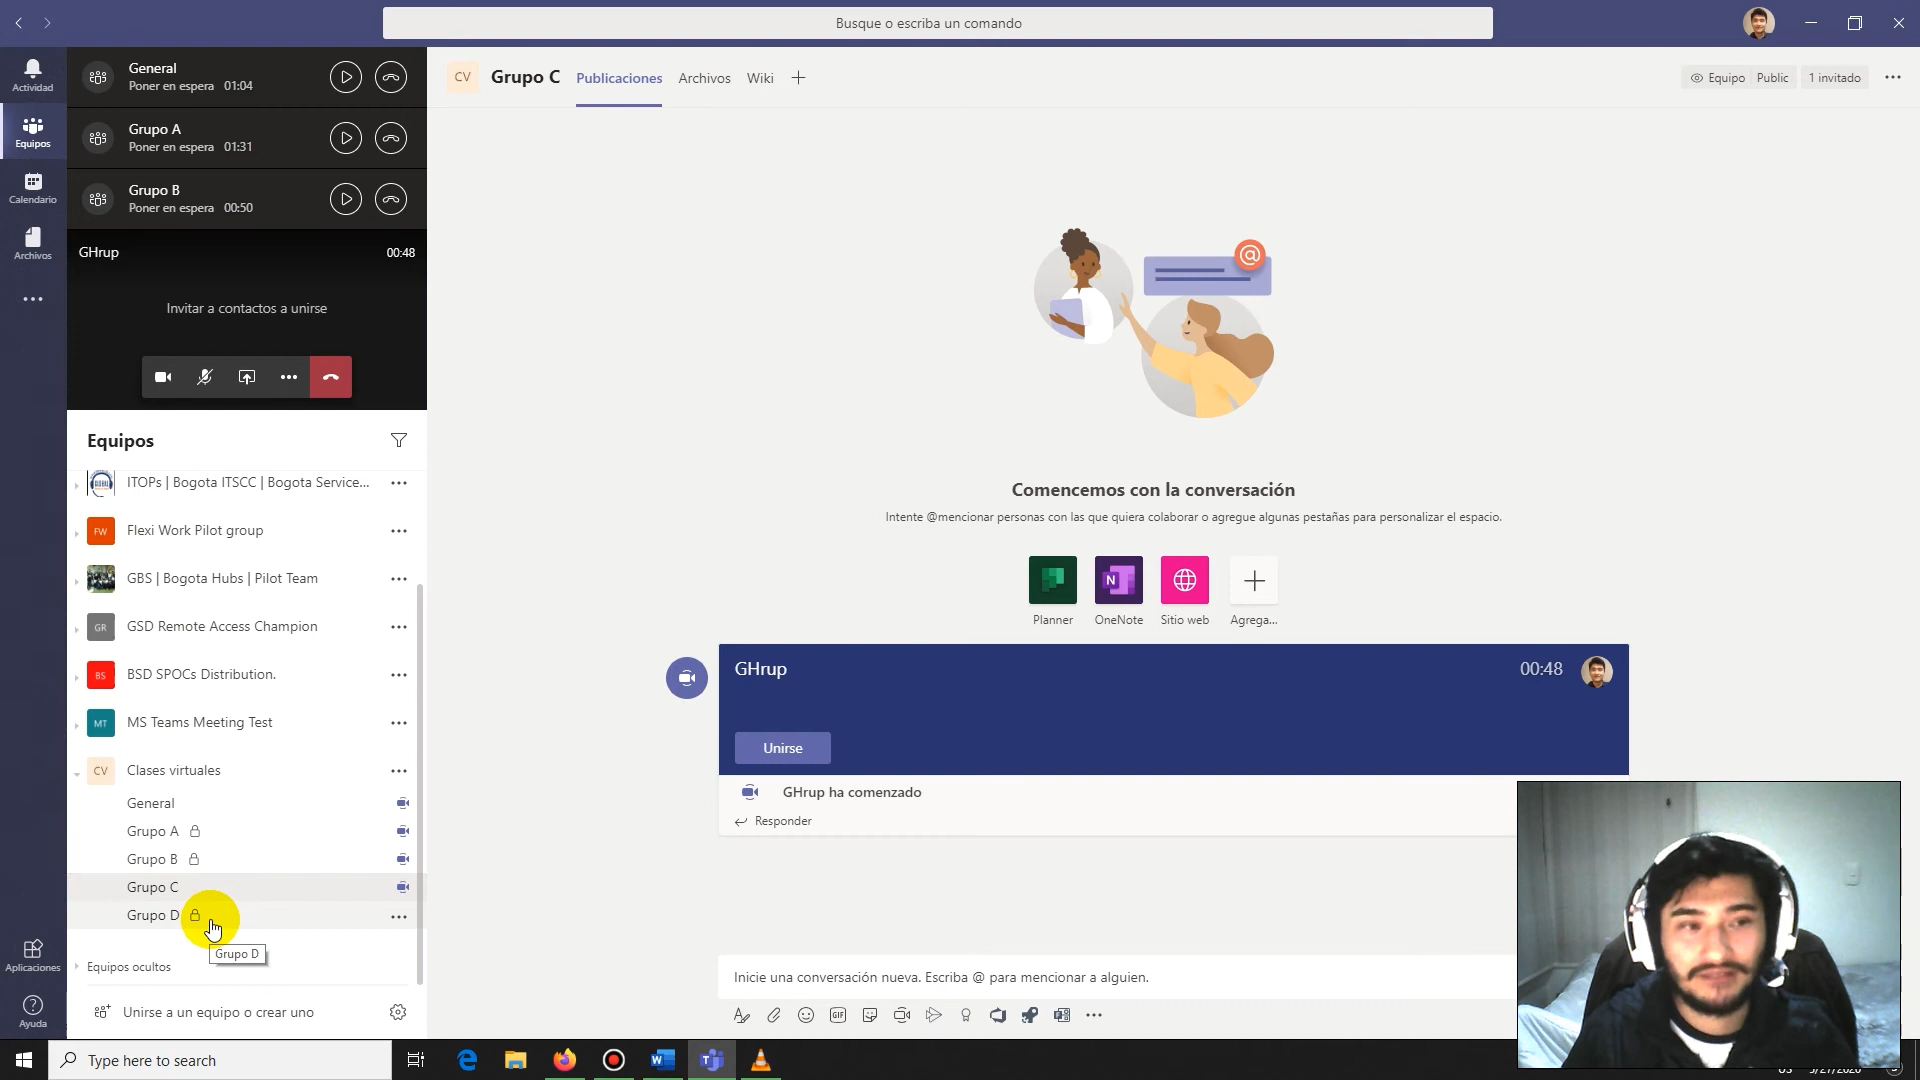 Busque o escriba un comando
Actividad
Equipos
Calendario
Archivos
Aplicaciones
Ayuda
General
Poner en espera 01:04
Grupo A
Poner en espera 01:31
Grupo B
Poner en espera 00:50
GHrup 00:48
Invitar a contactos a unirse
Equipos
ITOPs | Bogota ITSCC | Bogota Service...
FW Flexi Work Pilot group
GBS | Bogota Hubs | Pilot Team
GR GSD Remote Access Champion
BS BSD SPOCs Distribution.
MT MS Teams Meeting Test
CV Clases virtuales
General
Grupo A
Grupo B
Grupo C
Grupo D
Grupo D
Equipos ocultos
Unirse a un equipo o crear uno
CV Grupo C Publicaciones Archivos Wiki
Equipo Public 1 invitado
Comencemos con la conversación
Intente @mencionar personas con las que quiera colaborar o agregue algunas pestañas para personalizar el espacio.
Planner OneNote Sitio web Agrega...
GHrup 00:48
Unirse
GHrup ha comenzado
Responder
Inicie una conversación nueva. Escriba @ para mencionar a alguien.
GIF
Type here to search